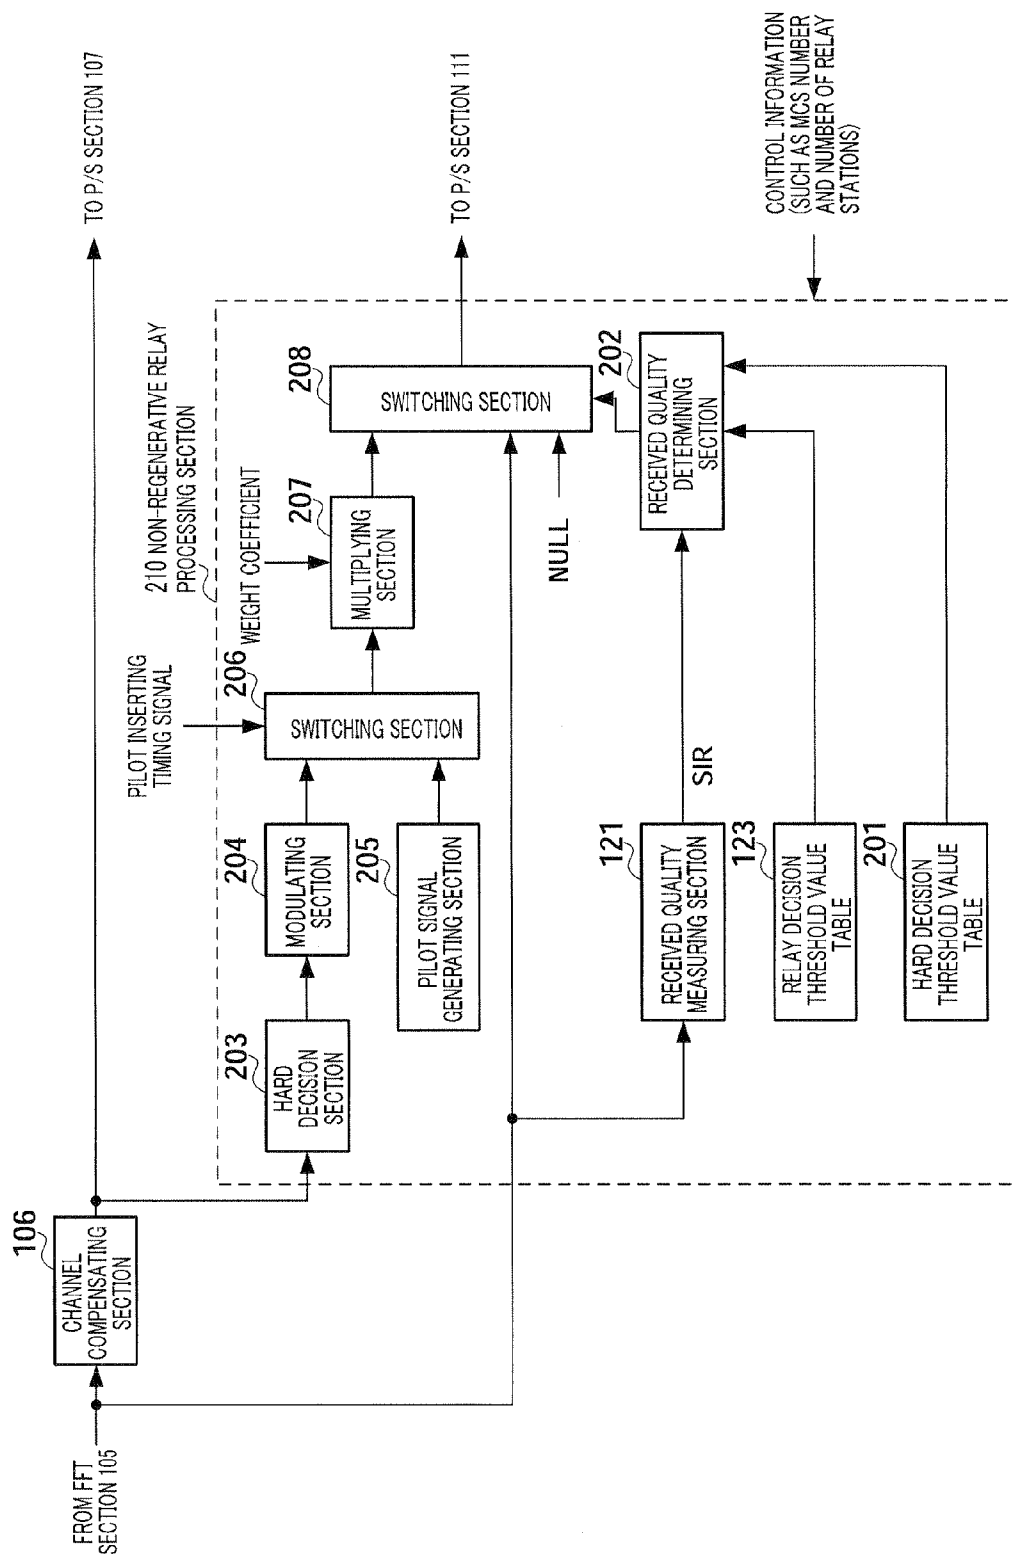 FROM FFT
SECTION 105
106
CHANNEL
COMPENSATING
SECTION
TO P/S SECTION 107
210 NON-REGENERATIVE RELAY
PROCESSING SECTION
PILOT INSERTING
TIMING SIGNAL
WEIGHT COEFFICIENT
203
HARD
DECISION
SECTION
204
MODULATING
SECTION
205
PILOT SIGNAL
GENERATING SECTION
206
SWITCHING SECTION
207
MULTIPLYING
SECTION
208
SWITCHING SECTION
TO P/S SECTION 111
NULL
121
RECEIVED QUALITY
MEASURING SECTION
SIR
202
RECEIVED QUALITY
DETERMINING
SECTION
123
RELAY DECISION
THRESHOLD VALUE
TABLE
201
HARD DECISION
THRESHOLD VALUE
TABLE
CONTROL INFORMATION
(SUCH AS MCS NUMBER
AND NUMBER OF RELAY
STATIONS)